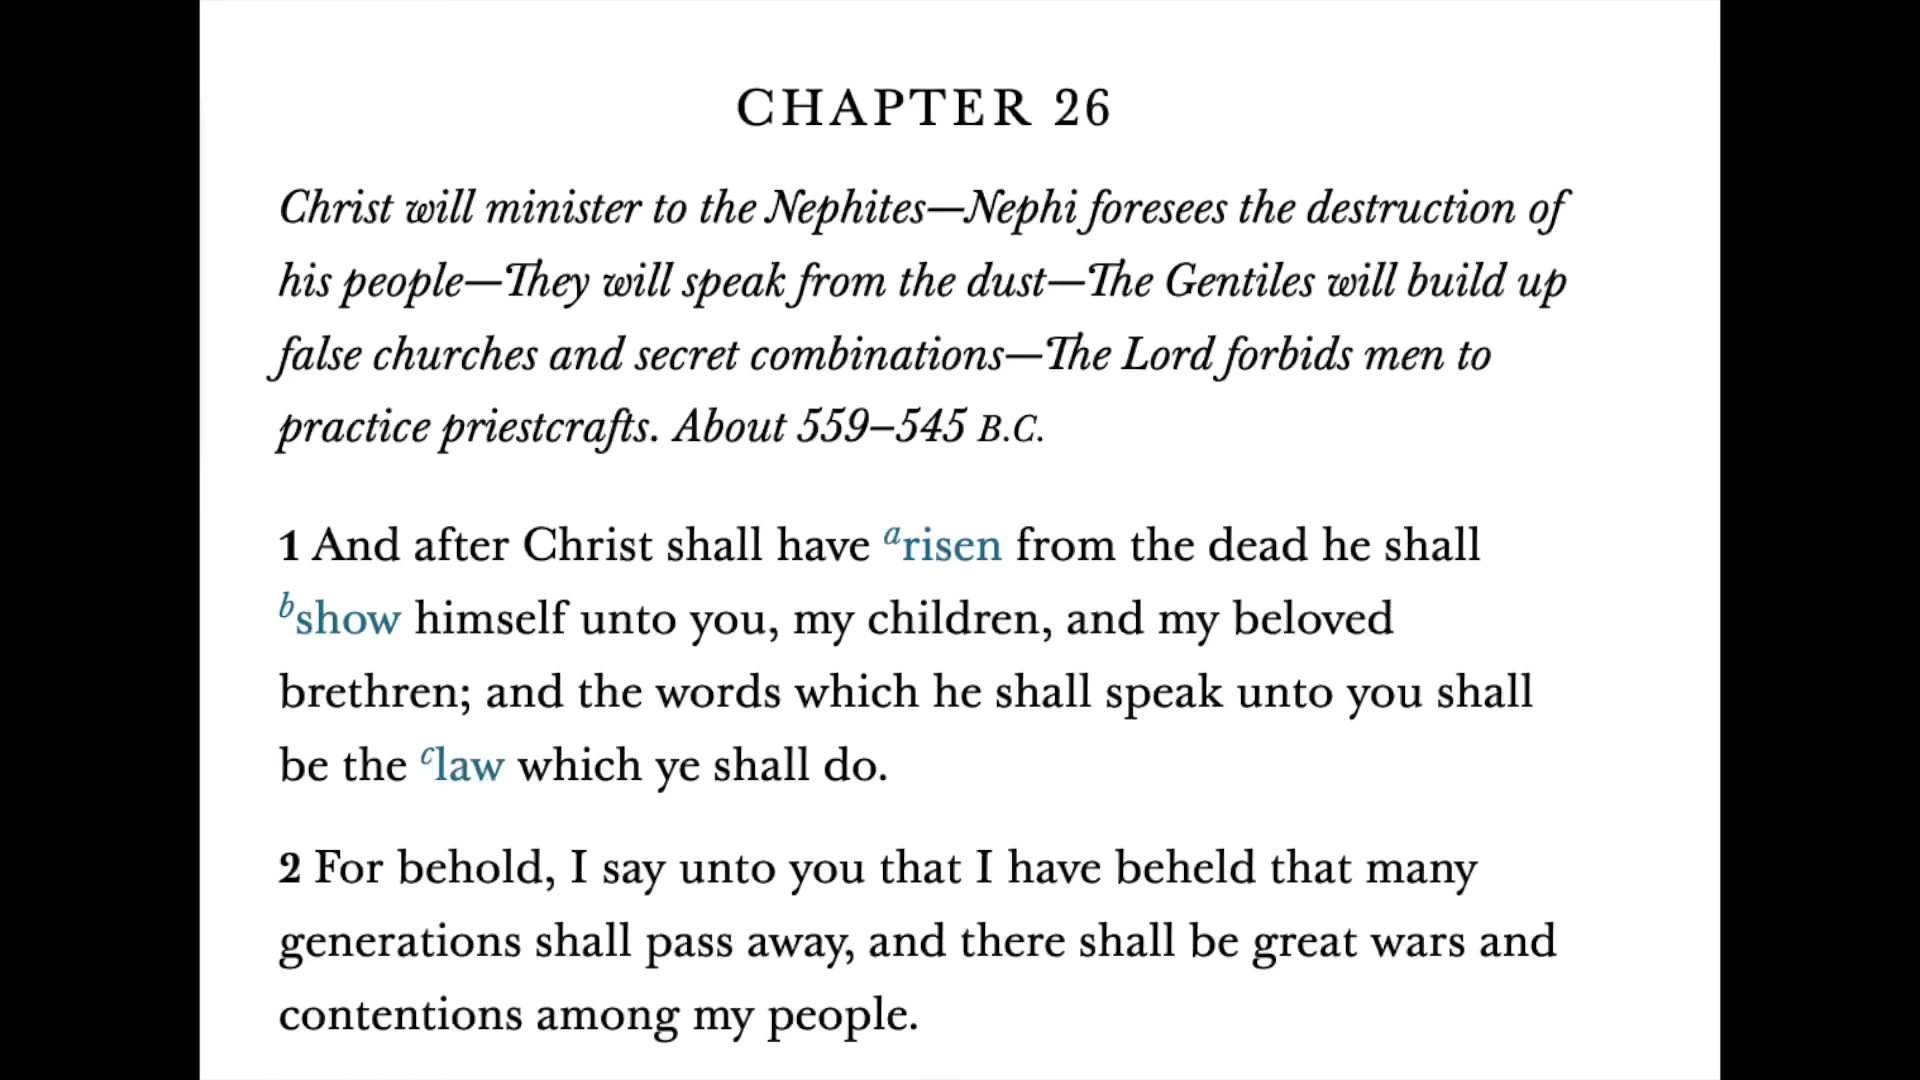 CHAPTER 26
Christ will minister to the Nephites—Nephi foresees the destruction of
his people—They will speak from the dust—The Gentiles will build up
false churches and secret combinations—The Lord forbids men to
practice priestcrafts. About 559–545 B.C.
1 And after Christ shall have a risen from the dead he shall
b show himself unto you, my children, and my beloved
brethren; and the words which he shall speak unto you shall
be the c law which ye shall do.
2 For behold, I say unto you that I have beheld that many
generations shall pass away, and there shall be great wars and
contentions among my people.